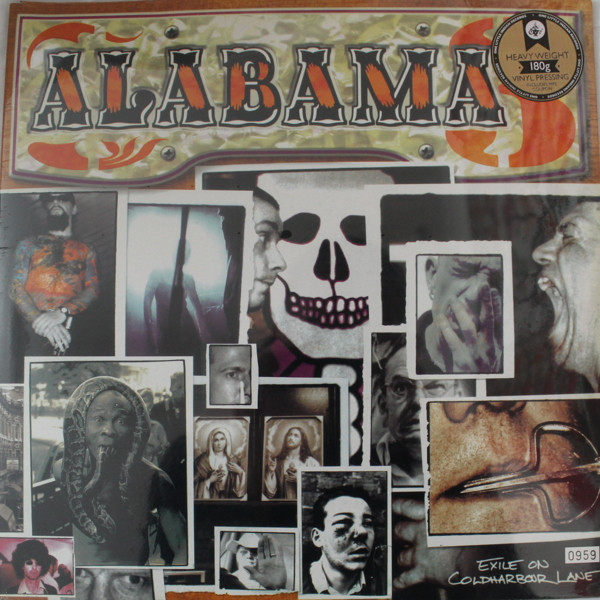 ALABAMA 3
HEAVY WEIGHT
180g
VINYL PRESSING
0959
EXILE ON
COLDHARBOUR LANE